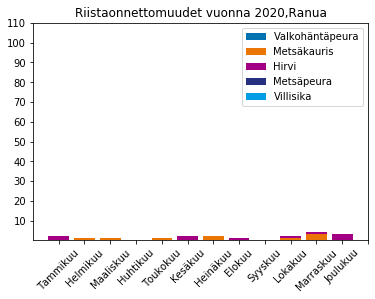 Riistaonnettomuudet vuonna 2020,Ranua
110
100
90
80
70
60
50
40
30
20
10
Valkohäntäpeura
Metsäkauris
Hirvi
Metsäpeura
Villisika
Tammikuu
Helmikuu
Maaliskuu
Huhtikuu
Toukokuu
Kesäkuu
Heinäkuu
Elokuu
Syyskuu
Lokakuu
Marraskuu
Joulukuu